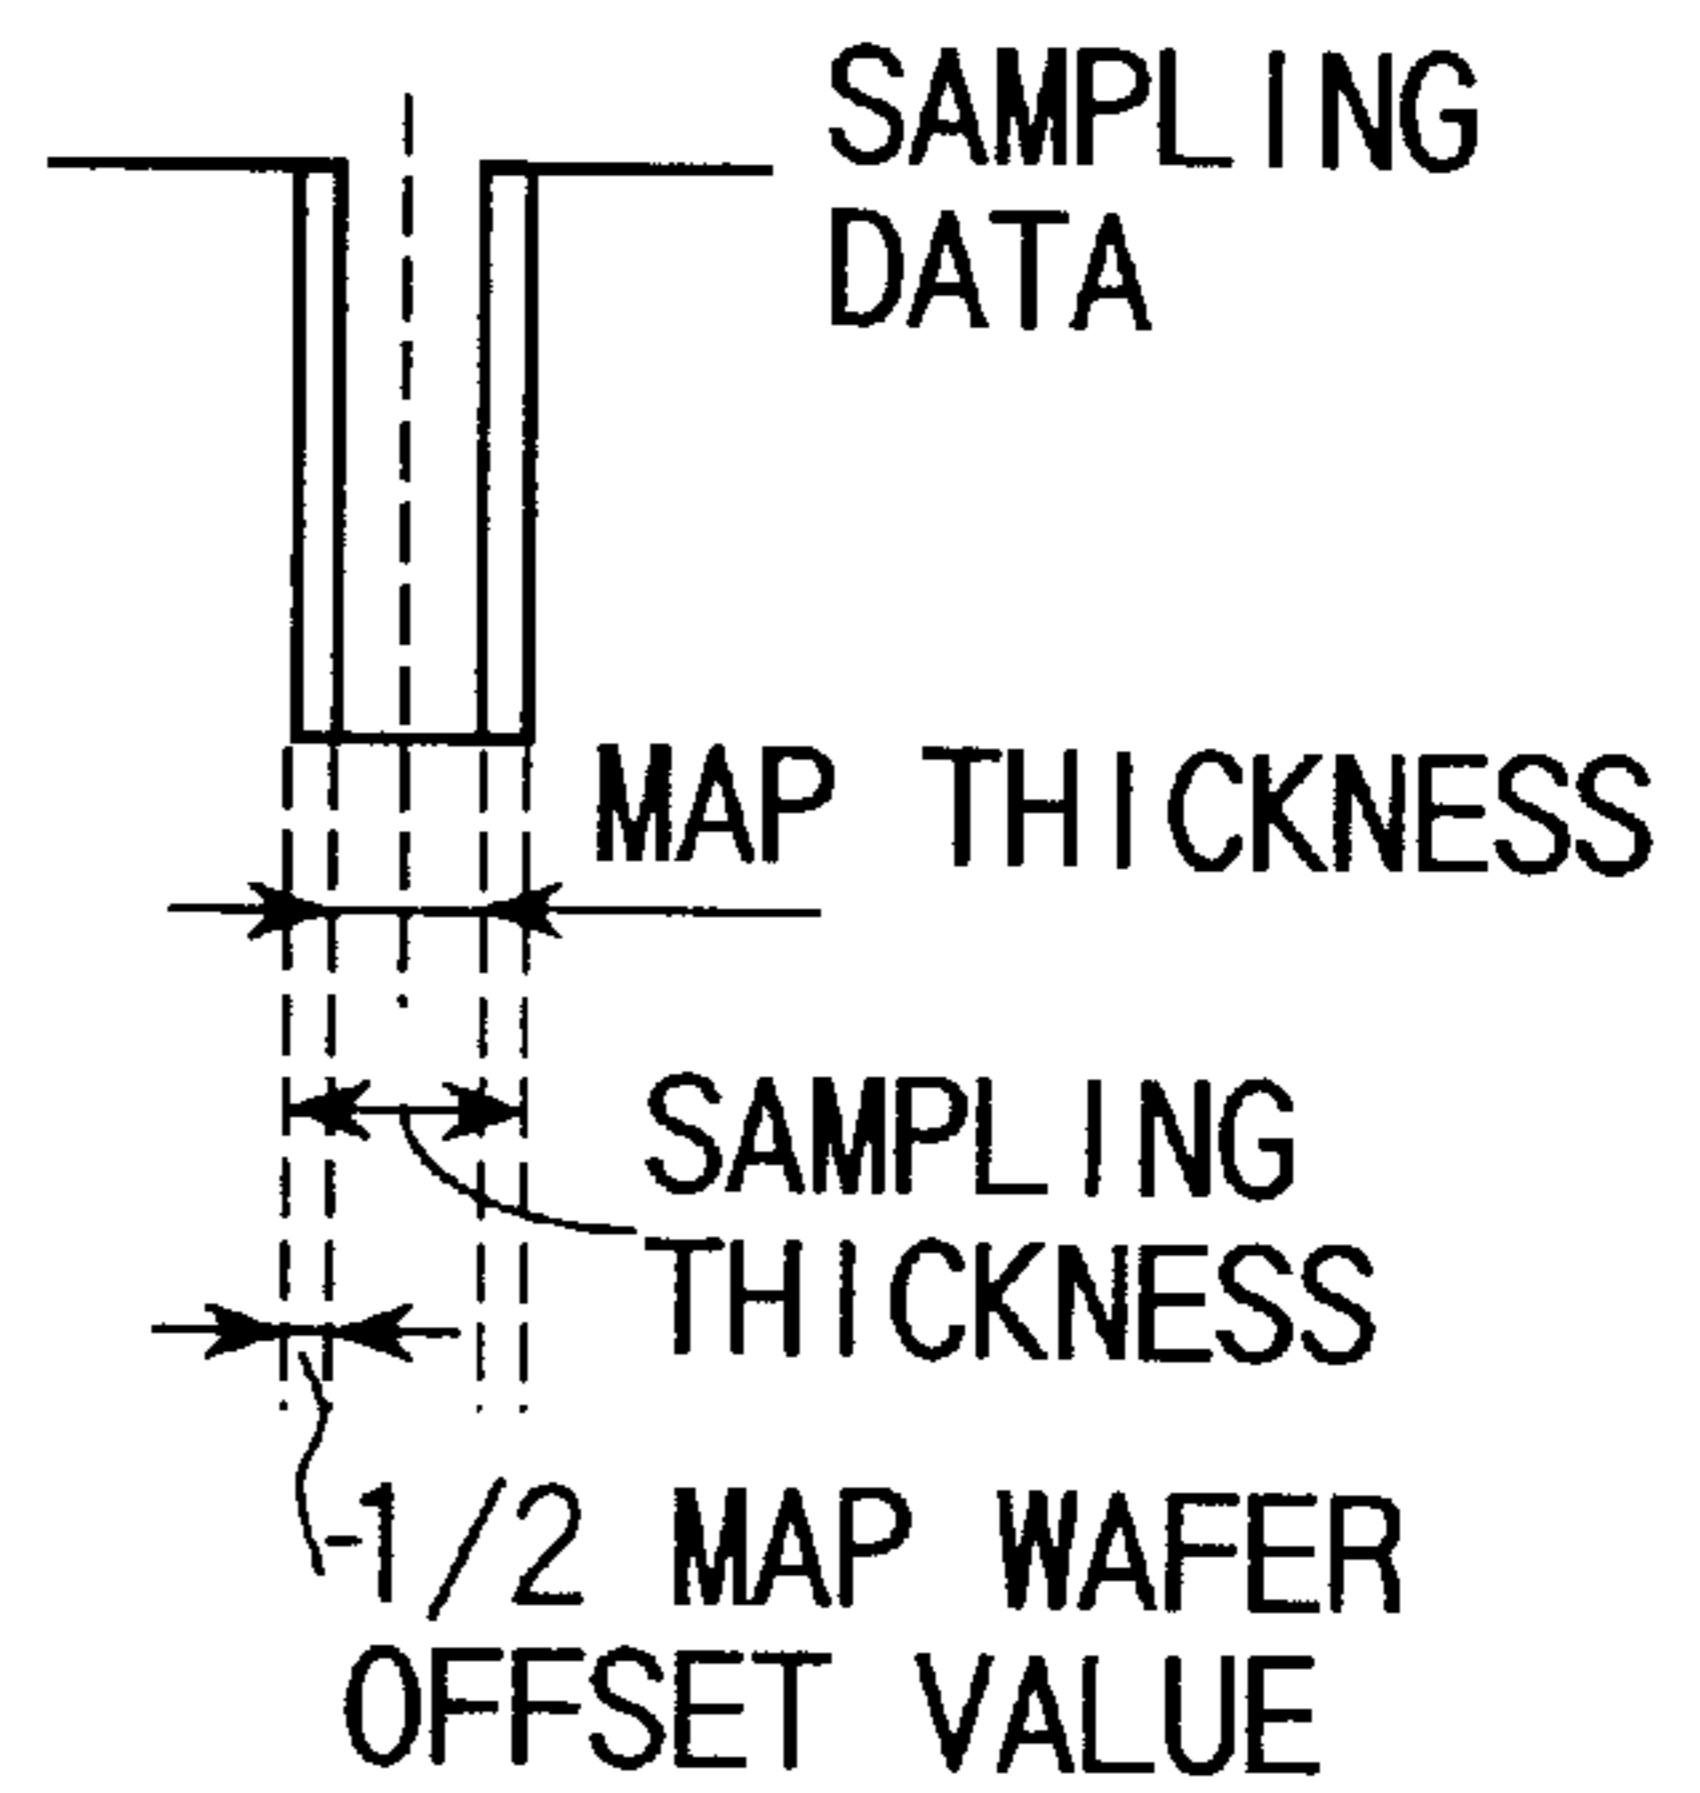 SAMPLING
DATA
MAP THICKNESS
SAMPLING
THICKNESS
-1/2 MAP WAFER
OFFSET VALUE